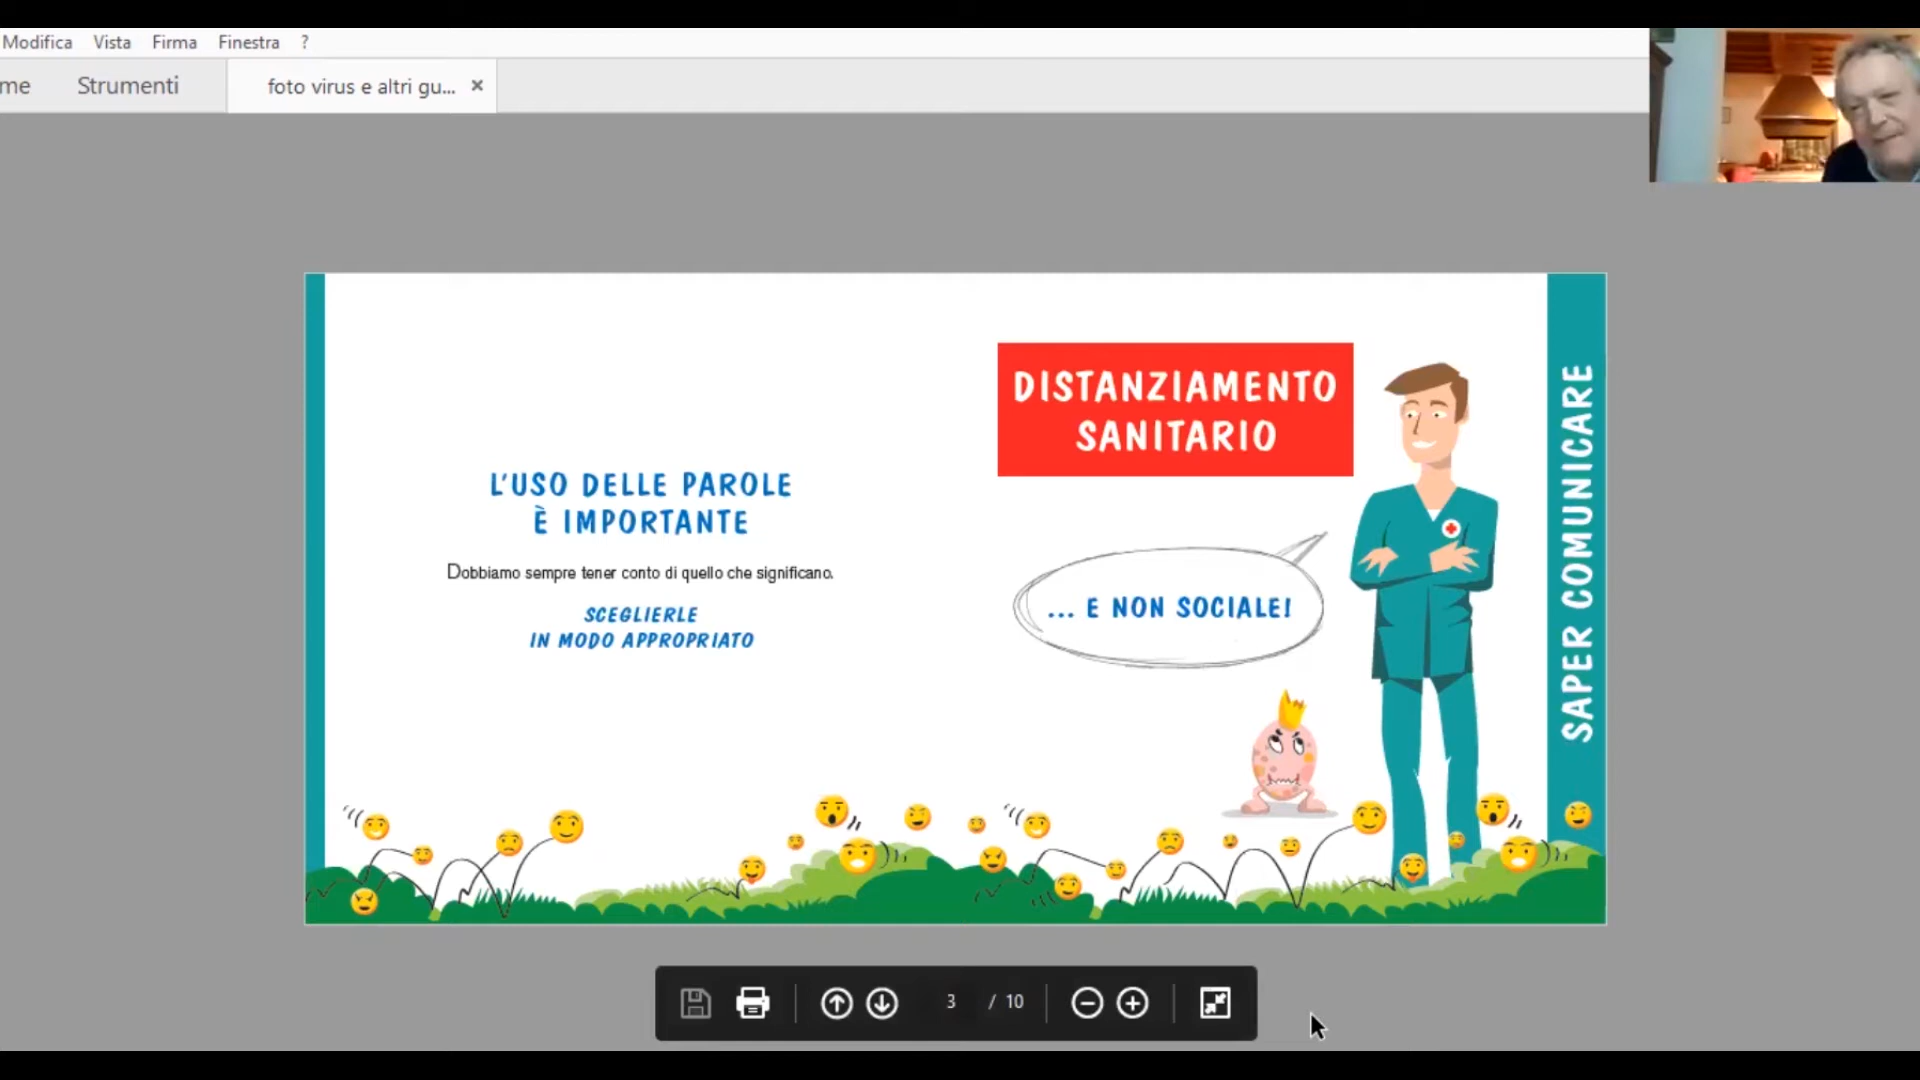 Modifica Vista Firma Finestra ?
me Strumenti foto virus e altri gu... ×
L'USO DELLE PAROLE
È IMPORTANTE
Dobbiamo sempre tener conto di quello che significano.
SCEGLIERLE
IN MODO APPROPRIATO
DISTANZIAMENTO
SANITARIO
... E NON SOCIALE!
SAPER COMUNICARE
3 / 10